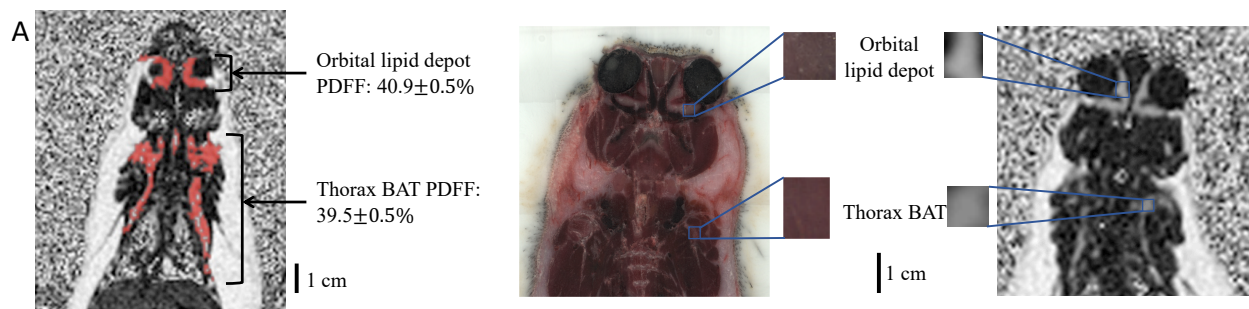 A
Orbital lipid depot
PDFF: 40.9±0.5%
Thorax BAT PDFF:
39.5±0.5%
1 cm
Orbital
lipid depot
Thorax BAT
1 cm